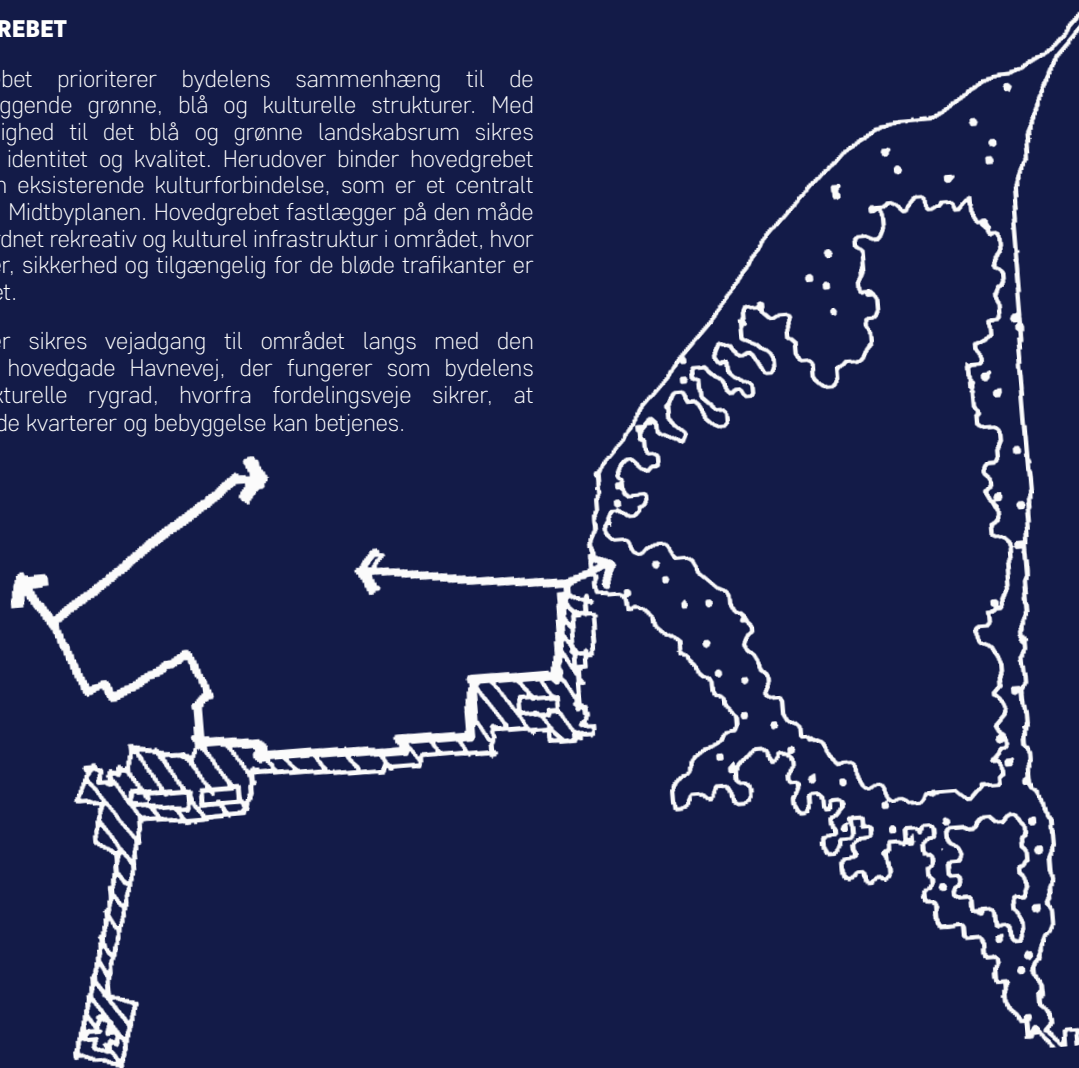 REBET
bet prioriterer bydelens sammenhæng til de
ggende grønne, blå og kulturelle strukturer. Med
ighed til det blå og grønne landskabsrum sikres
identitet og kvalitet. Herudover binder hovedgrebet
n eksisterende kulturforbindelse, som er et centralt
Midtbyplanen. Hovedgrebet fastlægger på den måde
rdnet rekreativ og kulturel infrastruktur i området, hvor
er, sikkerhed og tilgængelig for de bløde trafikanter er
et.
er sikres vejadgang til området langs med den
hovedgade Havnevej, der fungerer som bydelens
kturelle rygrad, hvorfra fordelingsveje sikrer, at
de kvarterer og bebyggelse kan betjenes.